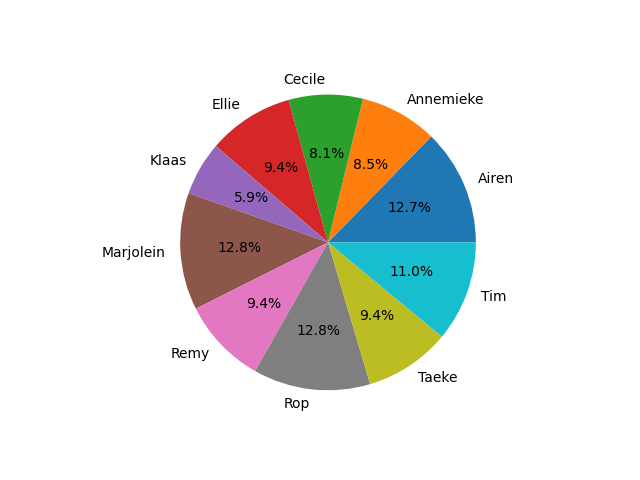 Cecile
Annemieke
Ellie
8.1%
Klaas
9.4%
8.5%
Airen
5.9%
12.7%
Marjolein
12.8%
11.0%
Tim
9.4%
9.4%
12.8%
Remy
Taeke
Rop